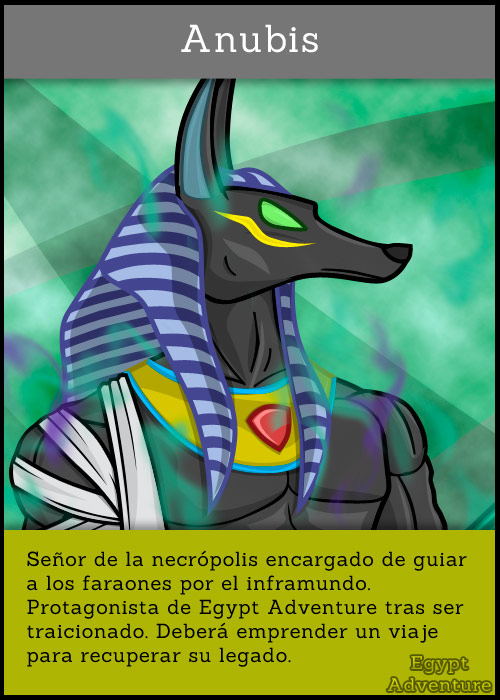 Anubis
Señor de la necrópolis encargado de guiar
a los faraones por el inframundo.
Protagonista de Egypt Adventure tras ser
traicionado. Deberá emprender un viaje
para recuperar su legado.
Egypt
Adventure